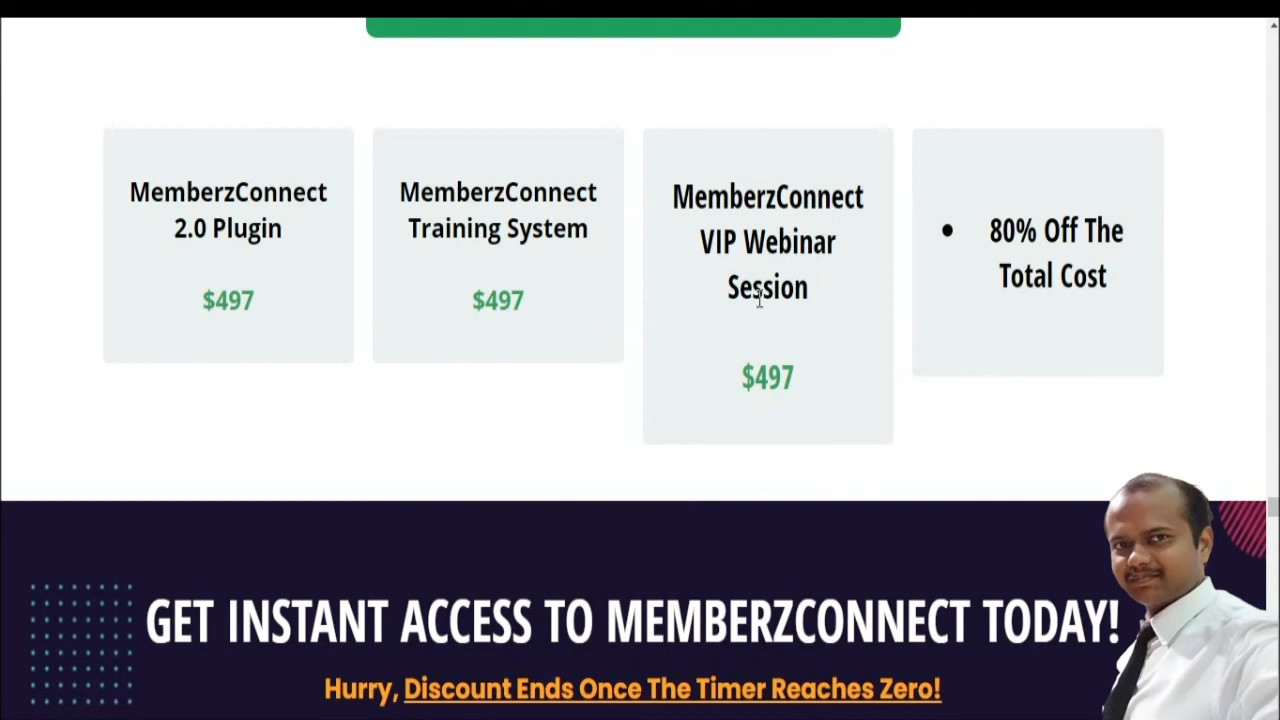 MemberzConnect
2.0 Plugin
$497
MemberzConnect
Training System
$497
MemberzConnect
VIP Webinar
Session
$497
• 80% Off The
Total Cost
GET INSTANT ACCESS TO MEMBERZCONNECT TODAY!
Hurry, Discount Ends Once The Timer Reaches Zero!